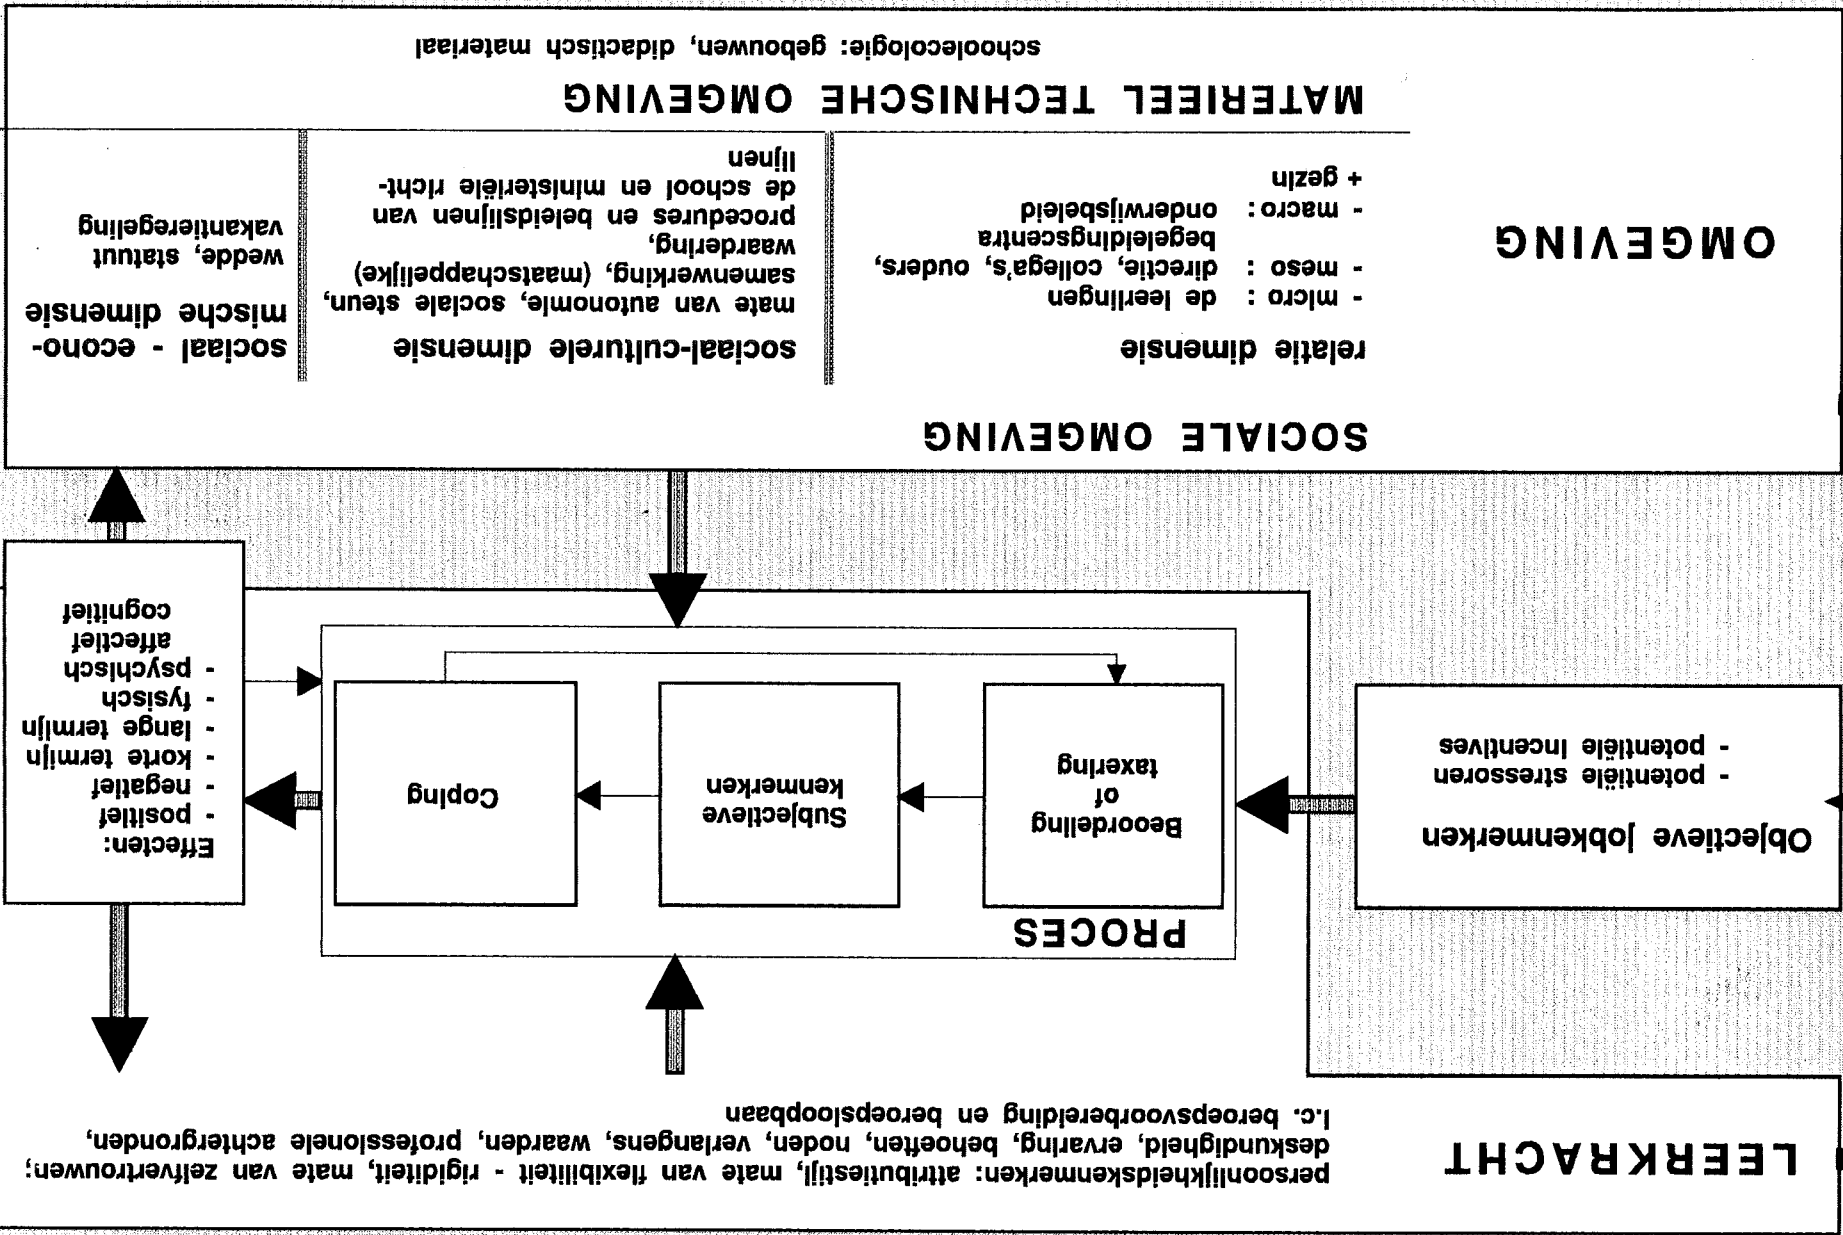 LEERKRACHT
persoonlijkheidskenmerken: attributiestijl, mate van flexibiliteit - rigiditeit, mate van zelfvertrouwen;
deskundigheid, ervaring, behoeften, noden, verlangens, waarden, professionele achtergronden,
i.c. beroepsvoorbereiding en beroepsloopbaan
Objectieve jobkenmerken
- potentiële stressoren
- potentiële incentives
PROCES
Beoordeling
of
taxering
Subjectieve
kenmerken
Coping
Effecten:
- positief
- negatief
- korte termijn
- lange termijn
- fysisch
- psychisch
affectief
cognitief
OMGEVING
SOCIALE OMGEVING
relatie dimensie
- micro : de leerlingen
- meso : directie, collega's, ouders,
begeleidingscentra
- macro : onderwijsbeleid
+ gezin
sociaal-culturele dimensie
mate van autonomie, sociale steun,
samenwerking, (maatschappelijke)
waardering,
procedures en beleidslijnen van
de school en ministeriële richt-
lijnen
sociaal - econo-
mische dimensie
wedde, statuut
vakantieregeling
MATERIEEL TECHNISCHE OMGEVING
schoolecologie: gebouwen, didactisch materiaal